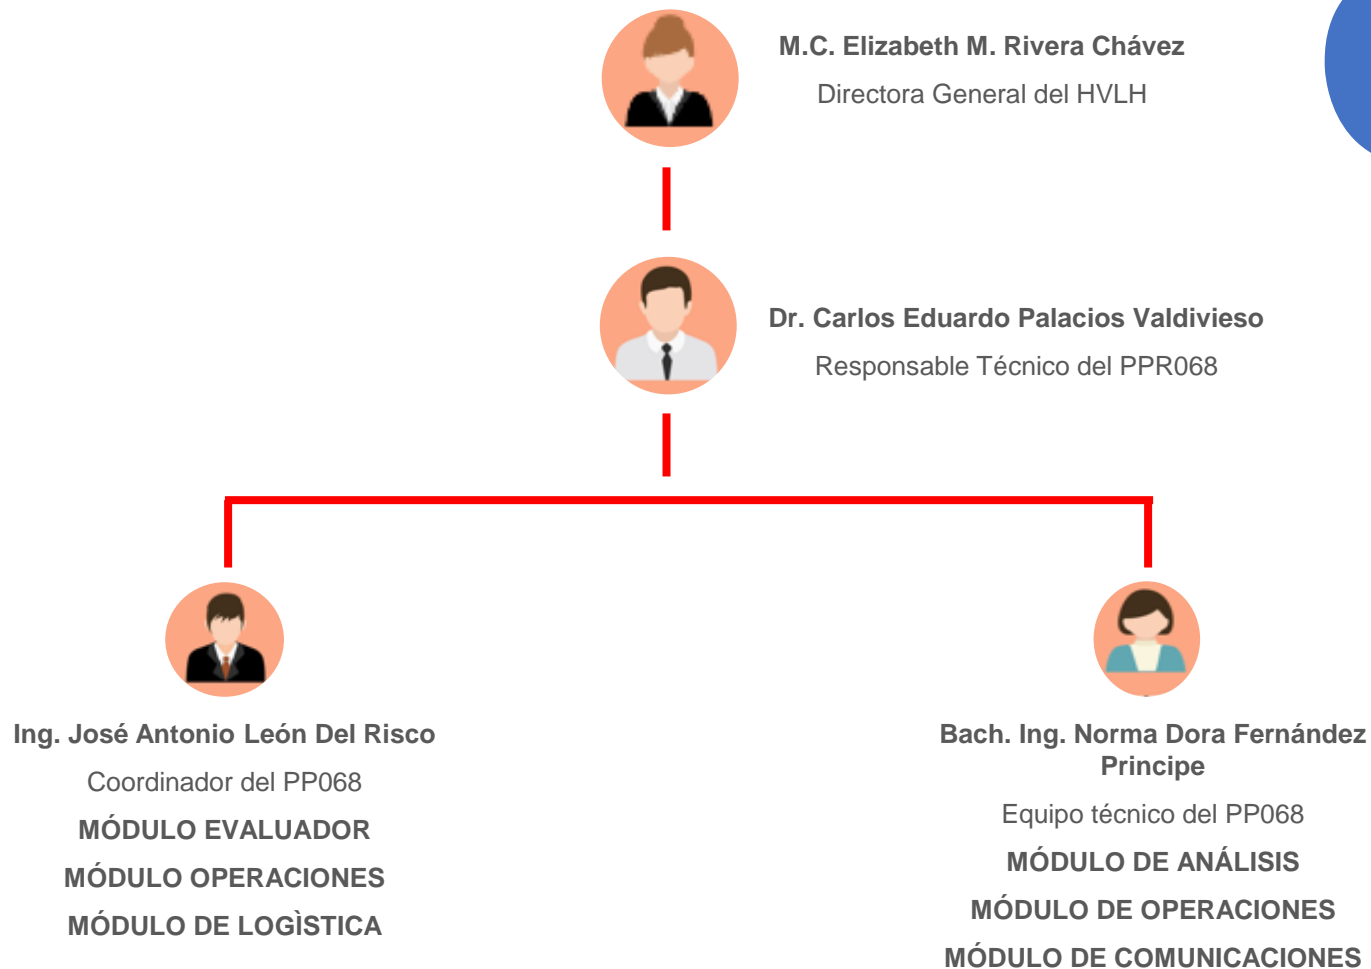 M.C. Elizabeth M. Rivera Chávez
Directora General del HVLH
Dr. Carlos Eduardo Palacios Valdivieso
Responsable Técnico del PPR068
Ing. José Antonio León Del Risco
Coordinador del PP068
MÓDULO EVALUADOR
MÓDULO OPERACIONES
MÓDULO DE LOGÌSTICA
Bach. Ing. Norma Dora Fernández
Principe
Equipo técnico del PP068
MÓDULO DE ANÁLISIS
MÓDULO DE OPERACIONES
MÓDULO DE COMUNICACIONES